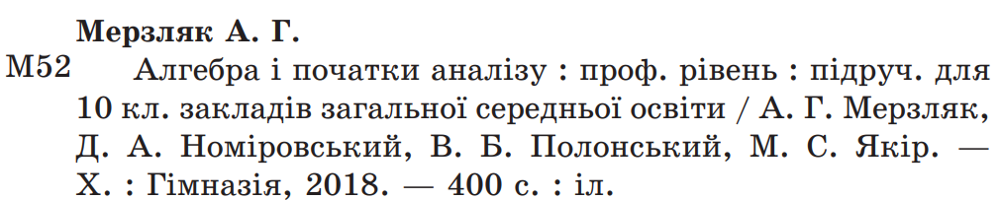 Мерзляк А. Г.
М52 Алгебра і початки аналізу : проф. рівень : підруч. для
10 кл. закладів загальної середньої освіти / А. Г. Мерзляк,
Д. А. Номіровський, В. Б. Полонський, М. С. Якір. —
Х. : Гімназія, 2018. — 400 с. : іл.